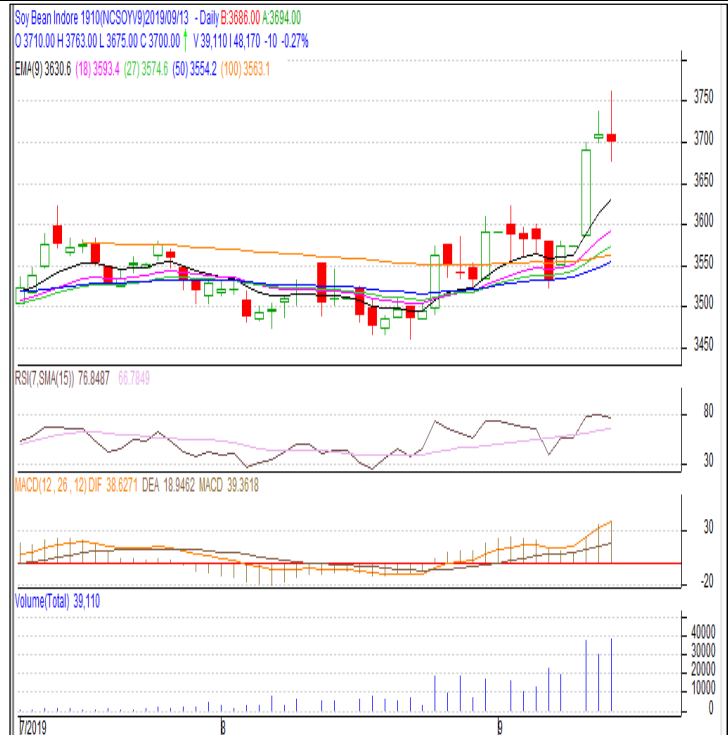 Soy Bean Indore 1910(NCSOYV9)2019/09/13 - Daily B:3686.00 A:3694.00
O 3710.00 H 3763.00 L 3675.00 C 3700.00 V 39,110 I 48,170 -10 -0.27%
EMA(9) 3630.6 (18) 3593.4 (27) 3574.6 (50) 3554.2 (100) 3563.1
3750
3700
3650
3600
3550
3500
3450
RSI(7,SMA(15)) 76.8487 66.7849
80
30
MACD(12 , 26 , 12) DIF 38.6271 DEA 18.9462 MACD 39.3618
30
-20
Volume(Total) 39,110
40000
30000
20000
10000
0
7/2019 8 9